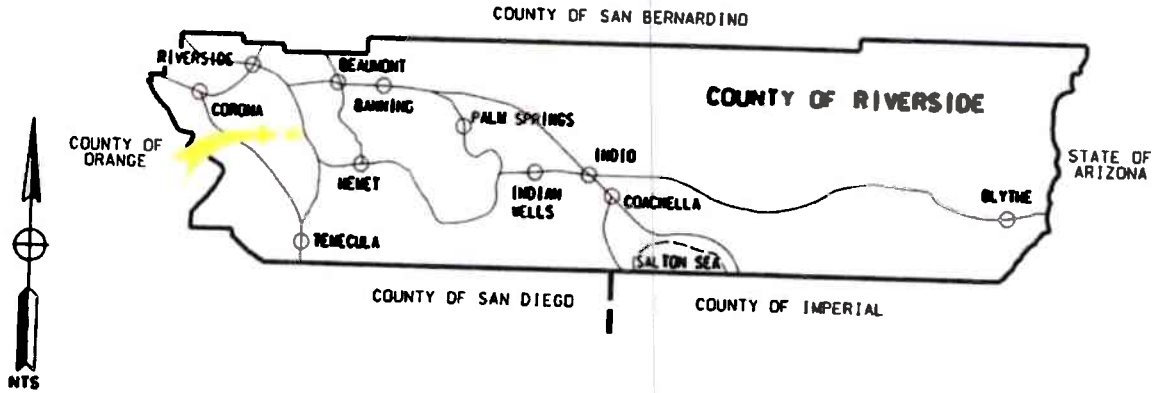 COUNTY OF SAN BERNARDINO
RIVERSIDE
BEAUMONT
CORONA
BANNING
COUNTY OF RIVERSIDE
PALM SPRINGS
COUNTY OF
ORANGE
STATE OF
ARIZONA
INDIO
HEMET
INDIAN
WELLS
COACHELLA
BLYTHE
TEMECULA
SALTON SEA
COUNTY OF SAN DIEGO
COUNTY OF IMPERIAL
NTS